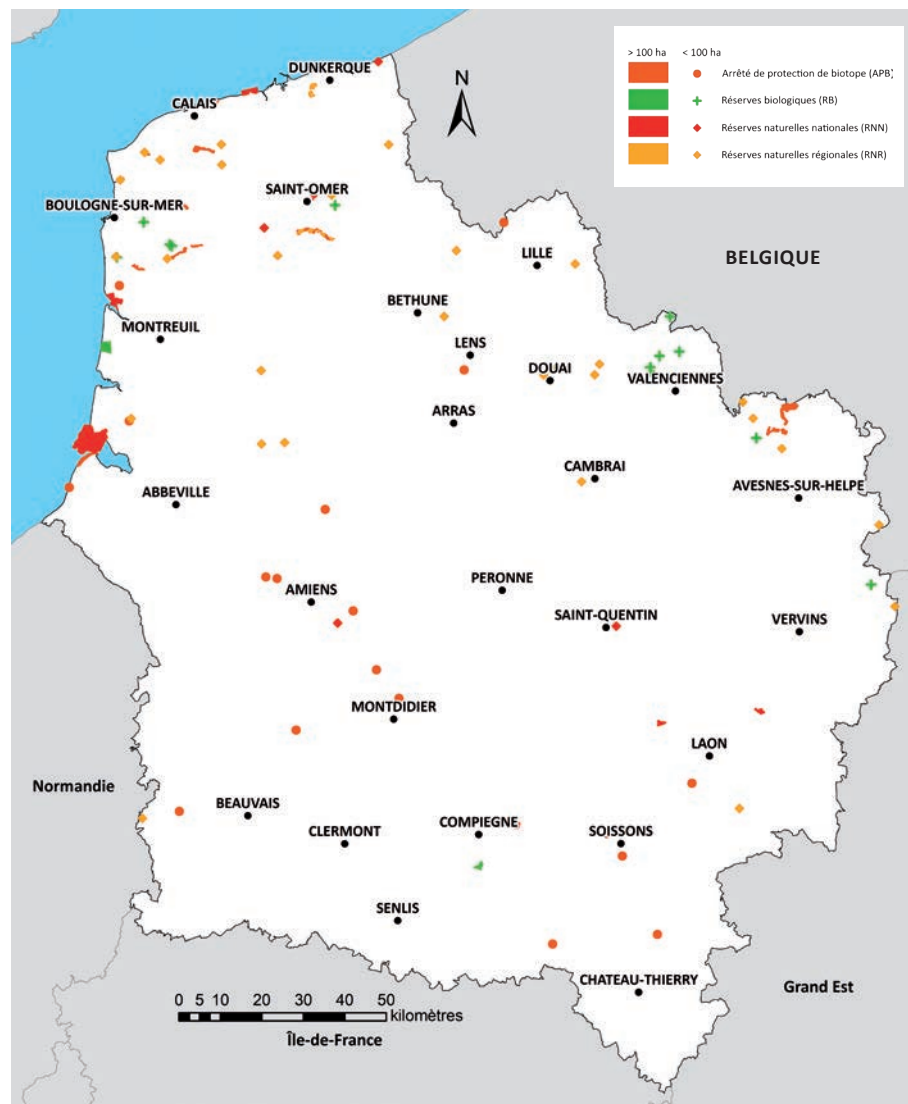 > 100 ha < 100 ha
Arrêté de protection de biotope (APB)
Réserves biologiques (RB)
Réserves naturelles nationales (RNN)
Réserves naturelles régionales (RNR)
N
DUNKERQUE
CALAIS
SAINT-OMER
BOULOGNE-SUR-MER
LILLE
BELGIQUE
BETHUNE
MONTREUIL
LENS
DOUAI
VALENCIENNES
ARRAS
CAMBRAI
AVESNES-SUR-HELPE
ABBEVILLE
PERONNE
AMIENS
SAINT-QUENTIN
VERVINS
MONTDIDIER
LAON
Normandie
BEAUVAIS
COMPIEGNE
SOISSONS
CLERMONT
SENLIS
CHATEAU-THIERRY
Grand Est
0 5 10 20 30 40 50
kilomètres
Île-de-France